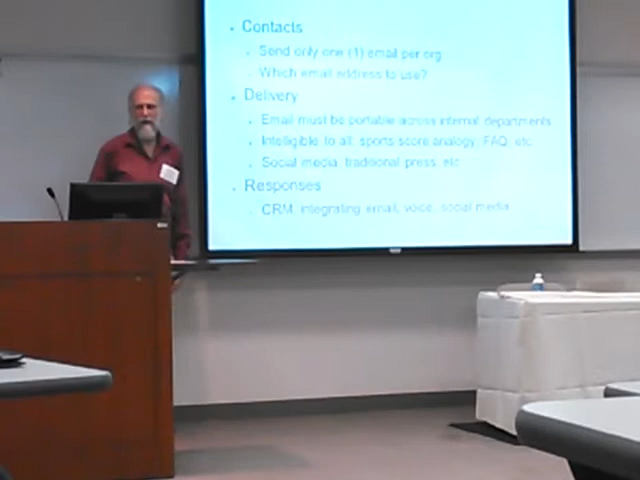 Contacts
Send only one (1) email per org
Which email address to use?
Delivery
Email must be portable across internal departments
Intelligible to all: sports score analogy, FAQ, etc
Social media, traditional press, etc
Responses
CRM: integrating email, voice, social media